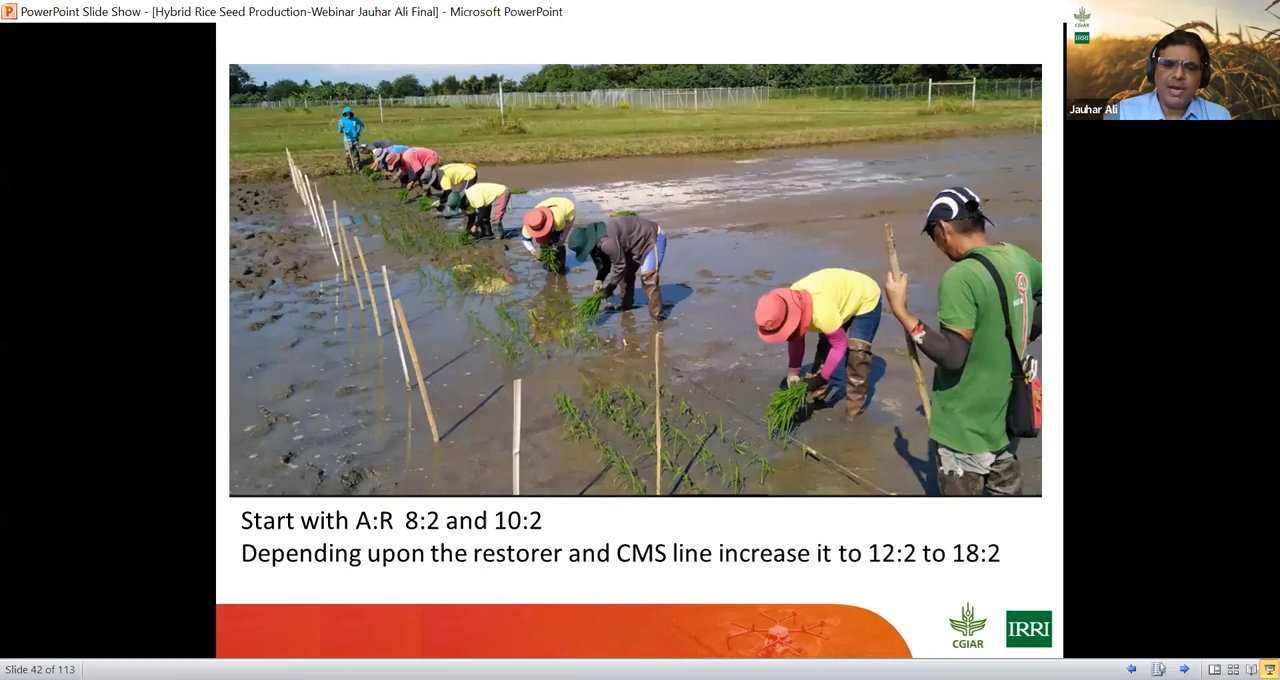 PowerPoint Slide Show - [Hybrid Rice Seed Production-Webinar Jauhar Ali Final] - Microsoft PowerPoint
CGIAR
IRRI
Jauhar Ali
Start with A:R  8:2 and 10:2
Depending upon the restorer and CMS line increase it to 12:2 to 18:2
CGIAR
IRRI
Slide 42 of 113